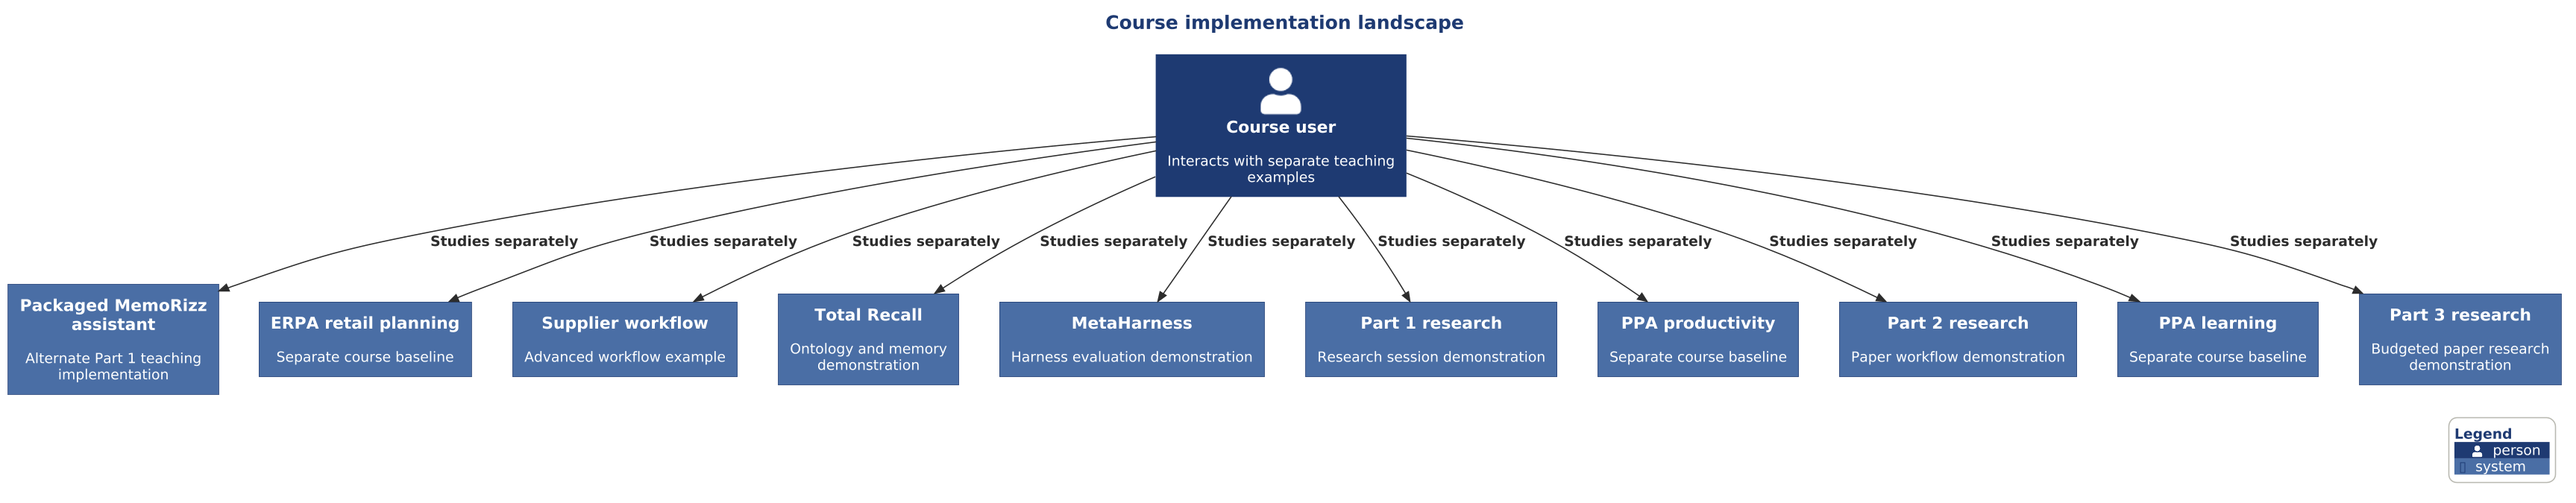 Course implementation landscape
Course user
Interacts with separate teaching
examples
Studies separately
Studies separately
Studies separately
Studies separately
Studies separately
Studies separately
Studies separately
Studies separately
Studies separately
Studies separately
Packaged MemoRizz
assistant
Alternate Part 1 teaching
implementation
ERPA retail planning
Separate course baseline
Supplier workflow
Advanced workflow example
Total Recall
Ontology and memory
demonstration
MetaHarness
Harness evaluation demonstration
Part 1 research
Research session demonstration
PPA productivity
Separate course baseline
Part 2 research
Paper workflow demonstration
PPA learning
Separate course baseline
Part 3 research
Budgeted paper research
demonstration
Legend
person
system